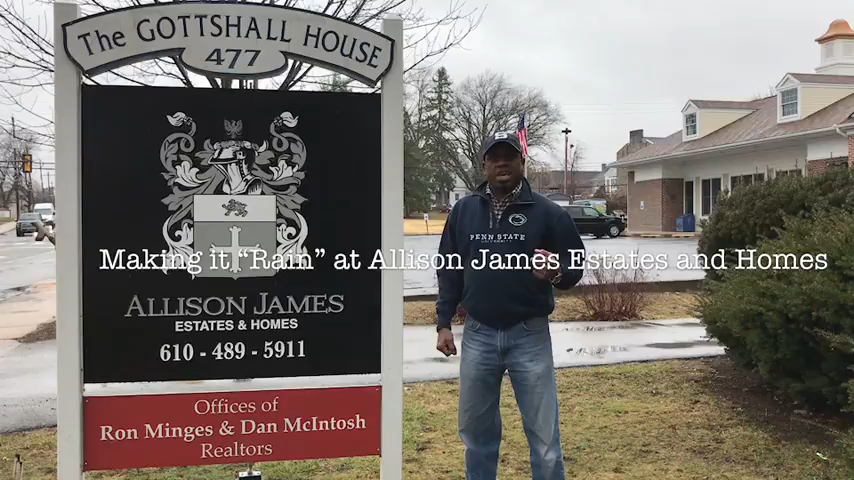 The GOTTSHALL HOUSE
477
Making it “Rain” at Allison James Estates and Homes
ALLISON JAMES
ESTATES & HOMES
610 - 489 - 5911
Offices of
Ron Minges & Dan McIntosh
Realtors
PENN STATE